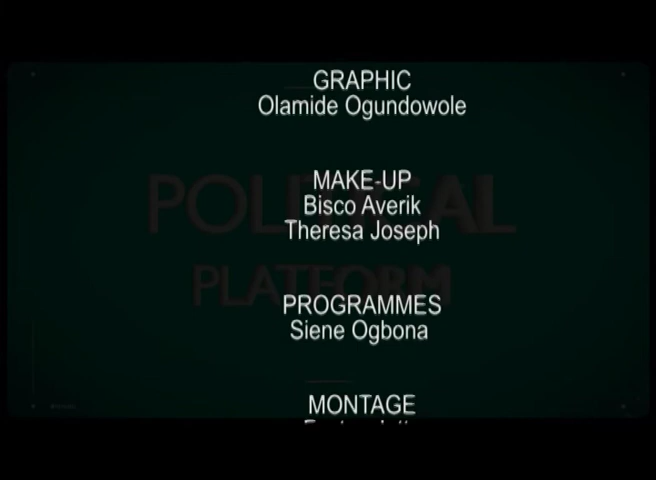 GRAPHIC
Olamide Ogundowole
MAKE-UP
Bisco Averik
Theresa Joseph
POLITICAL
PLATFORM
PROGRAMMES
Siene Ogbona
MONTAGE